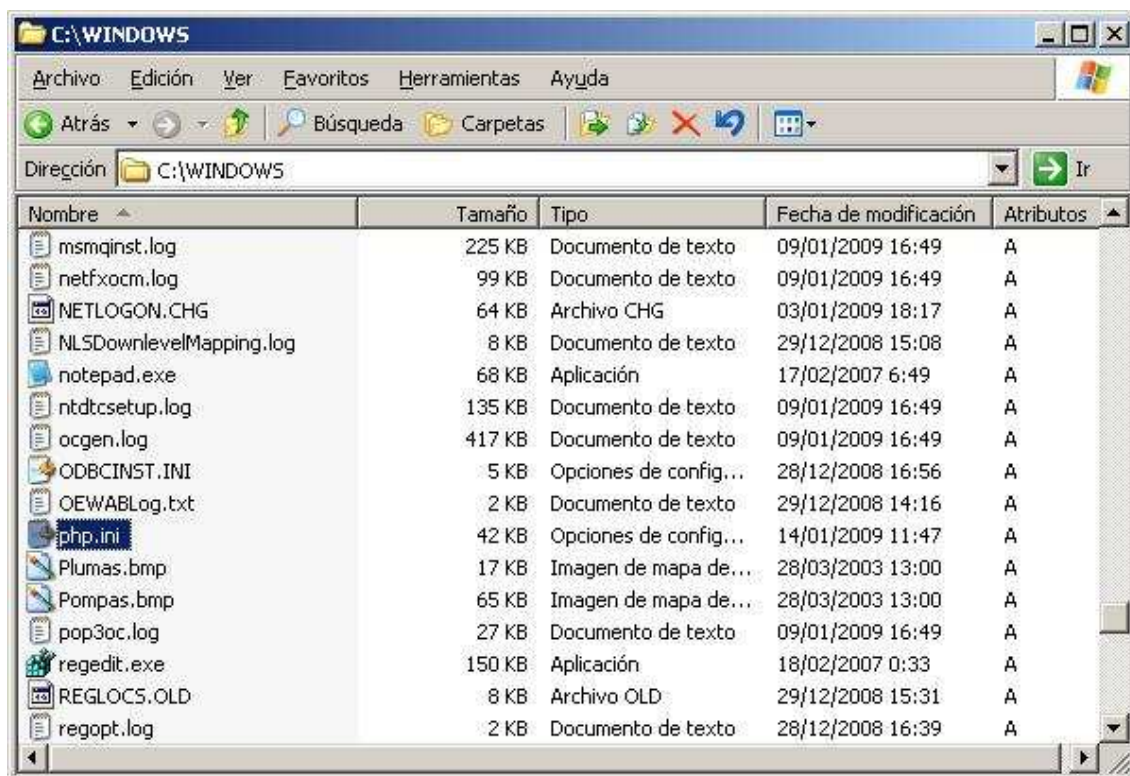 C:\WINDOWS
Archivo Edición Ver Favoritos Herramientas Ayuda
Atrás Búsqueda Carpetas
Dirección C:\WINDOWS Ir
Nombre Tamaño Tipo Fecha de modificación Atributos
msmqinst.log 225 KB Documento de texto 09/01/2009 16:49 A
netfxocm.log 99 KB Documento de texto 09/01/2009 16:49 A
NETLOGON.CHG 64 KB Archivo CHG 03/01/2009 18:17 A
NLSDownlevelMapping.log 8 KB Documento de texto 29/12/2008 15:08 A
notepad.exe 68 KB Aplicación 17/02/2007 6:49 A
ntdtcsetup.log 135 KB Documento de texto 09/01/2009 16:49 A
ocgen.log 417 KB Documento de texto 09/01/2009 16:49 A
ODBCINST.INI 5 KB Opciones de config... 28/12/2008 16:56 A
OEWABLog.txt 2 KB Documento de texto 29/12/2008 14:16 A
php.ini 42 KB Opciones de config... 14/01/2009 11:47 A
Plumas.bmp 17 KB Imagen de mapa de... 28/03/2003 13:00 A
Pompas.bmp 65 KB Imagen de mapa de... 28/03/2003 13:00 A
pop3oc.log 27 KB Documento de texto 09/01/2009 16:49 A
regedit.exe 150 KB Aplicación 18/02/2007 0:33 A
REGLOCS.OLD 8 KB Archivo OLD 29/12/2008 15:31 A
regopt.log 2 KB Documento de texto 28/12/2008 16:39 A